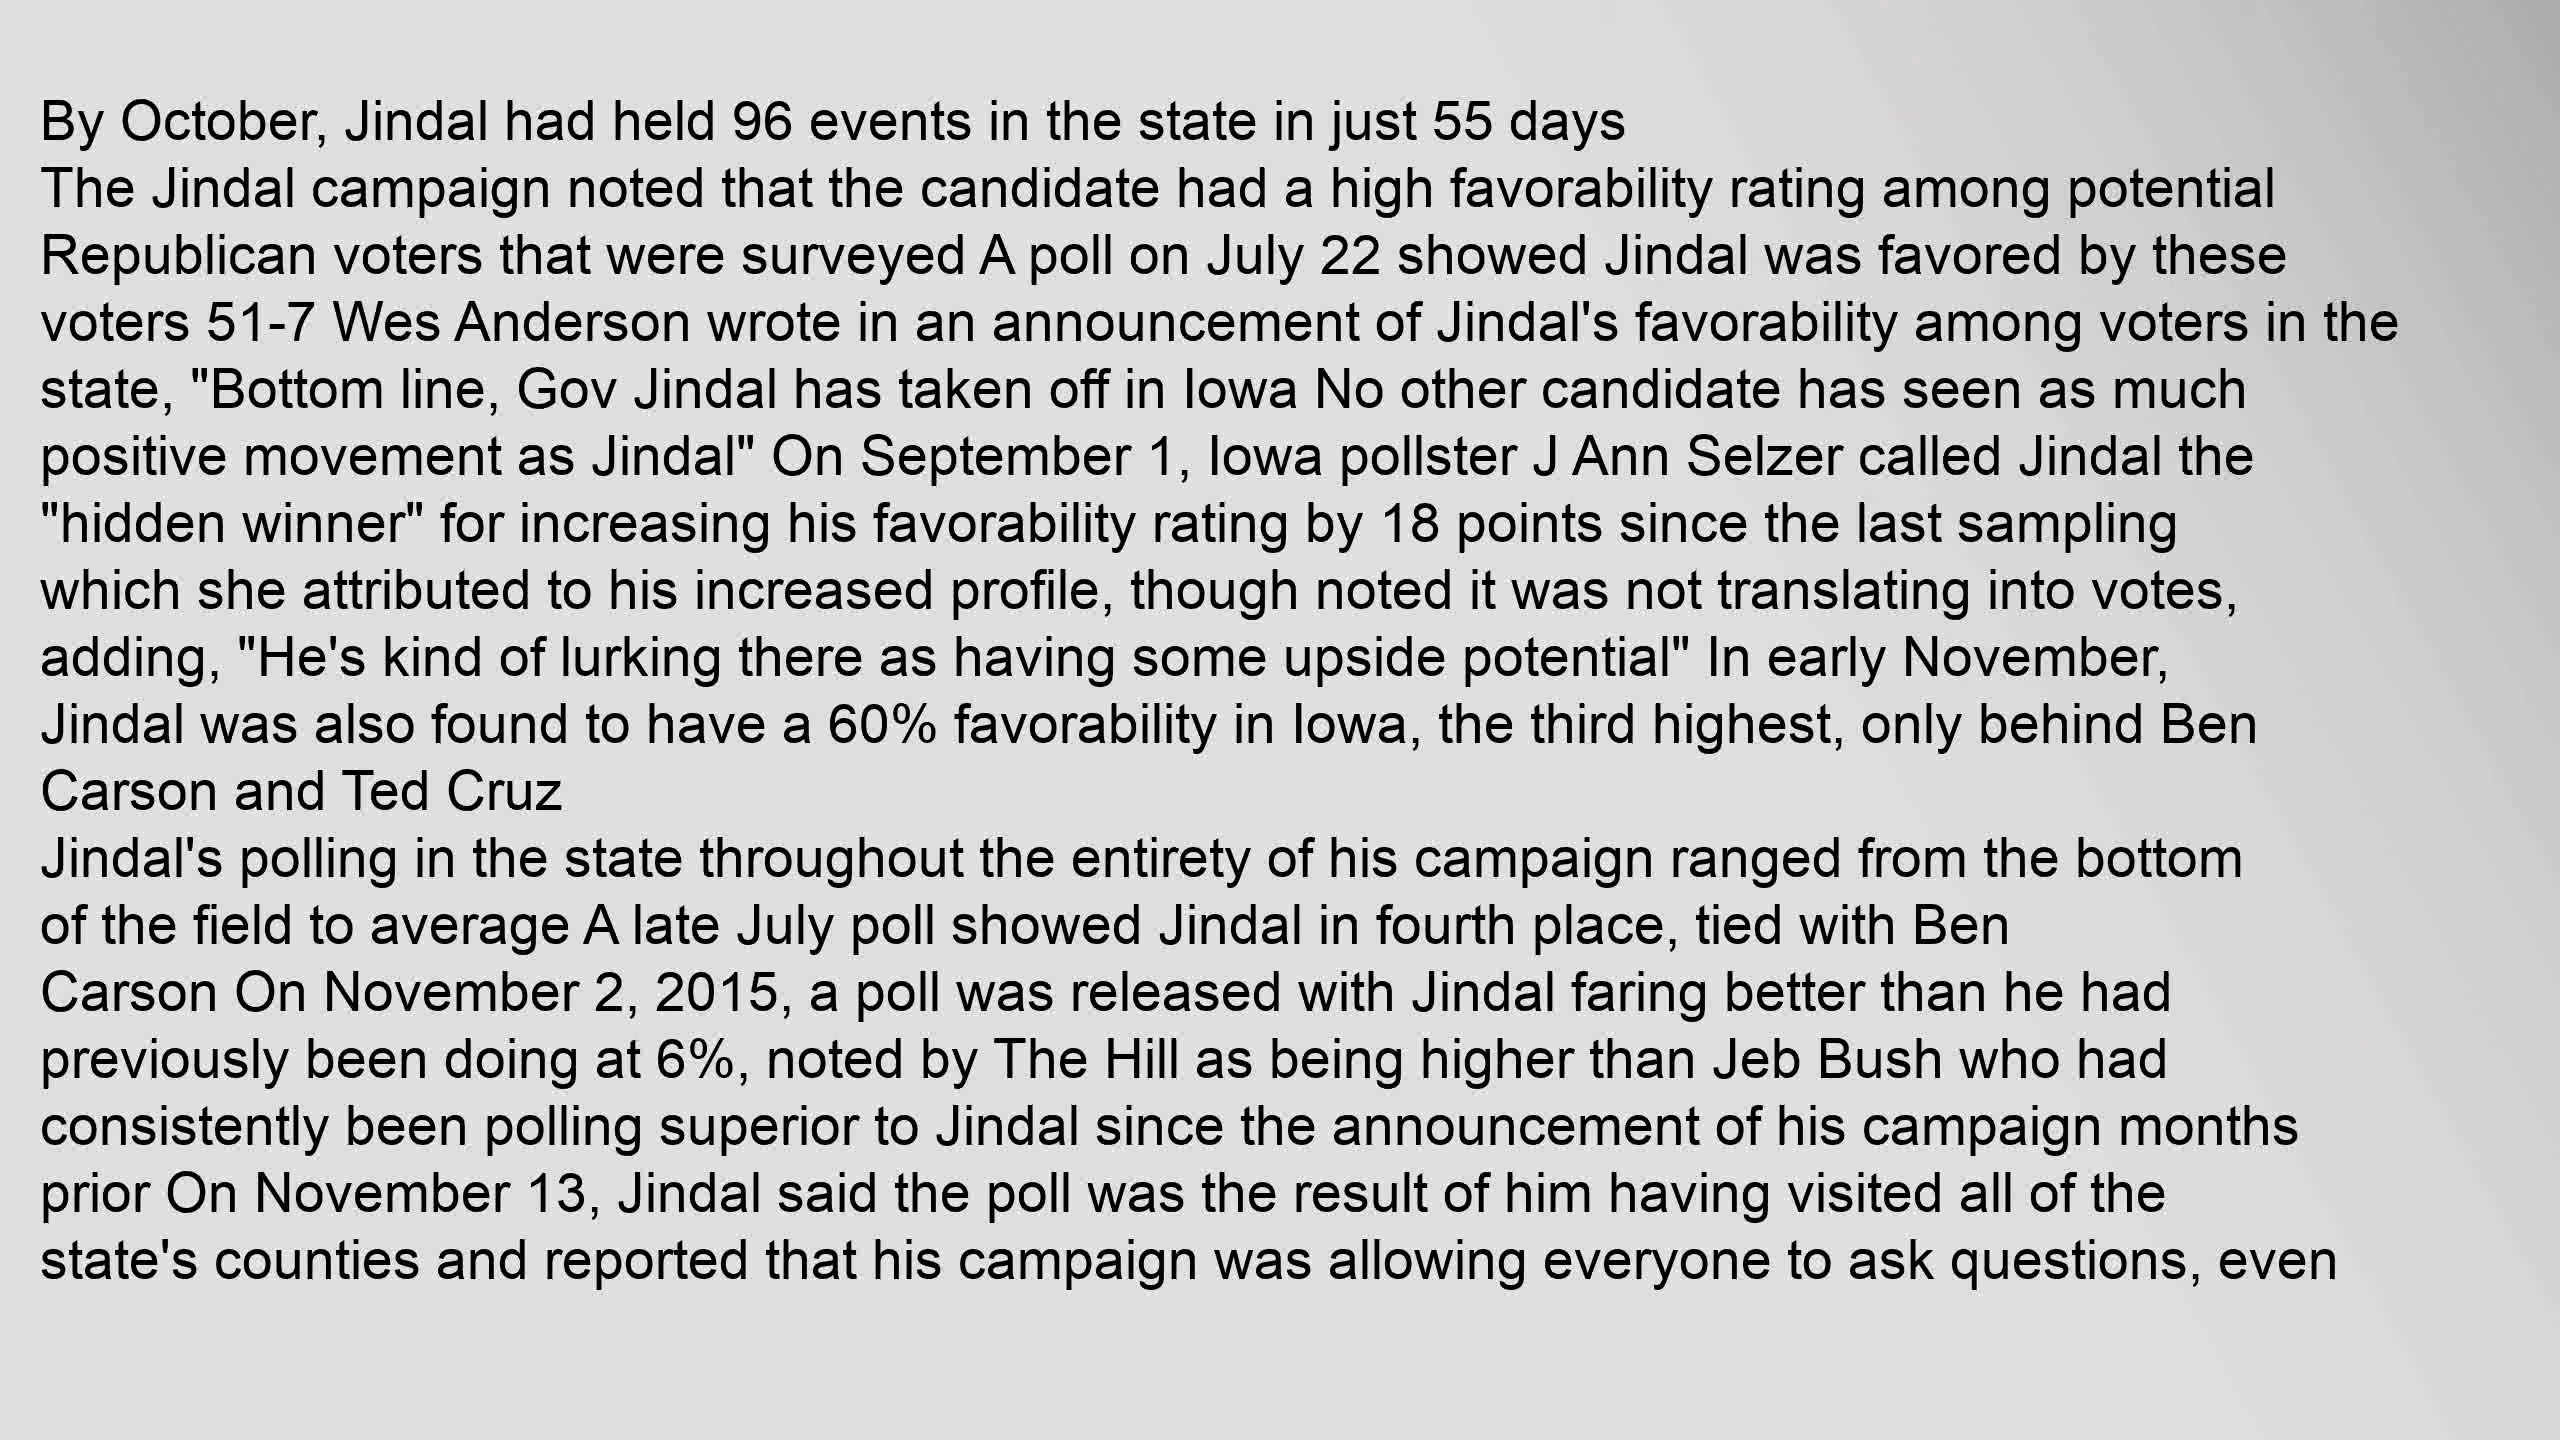 By October, Jindal had held 96 events in the state in just 55 days
The Jindal campaign noted that the candidate had a high favorability rating among potential
Republican voters that were surveyed A poll on July 22 showed Jindal was favored by these
voters 51-7 Wes Anderson wrote in an announcement of Jindal's favorability among voters in the
state, "Bottom line, Gov Jindal has taken off in Iowa No other candidate has seen as much
positive movement as Jindal" On September 1, Iowa pollster J Ann Selzer called Jindal the
"hidden winner" for increasing his favorability rating by 18 points since the last sampling
which she attributed to his increased profile, though noted it was not translating into votes,
adding, "He's kind of lurking there as having some upside potential" In early November,
Jindal was also found to have a 60% favorability in Iowa, the third highest, only behind Ben
Carson and Ted Cruz
Jindal's polling in the state throughout the entirety of his campaign ranged from the bottom
of the field to average A late July poll showed Jindal in fourth place, tied with Ben
Carson On November 2, 2015, a poll was released with Jindal faring better than he had
previously been doing at 6%, noted by The Hill as being higher than Jeb Bush who had
consistently been polling superior to Jindal since the announcement of his campaign months
prior On November 13, Jindal said the poll was the result of him having visited all of the
state's counties and reported that his campaign was allowing everyone to ask questions, even